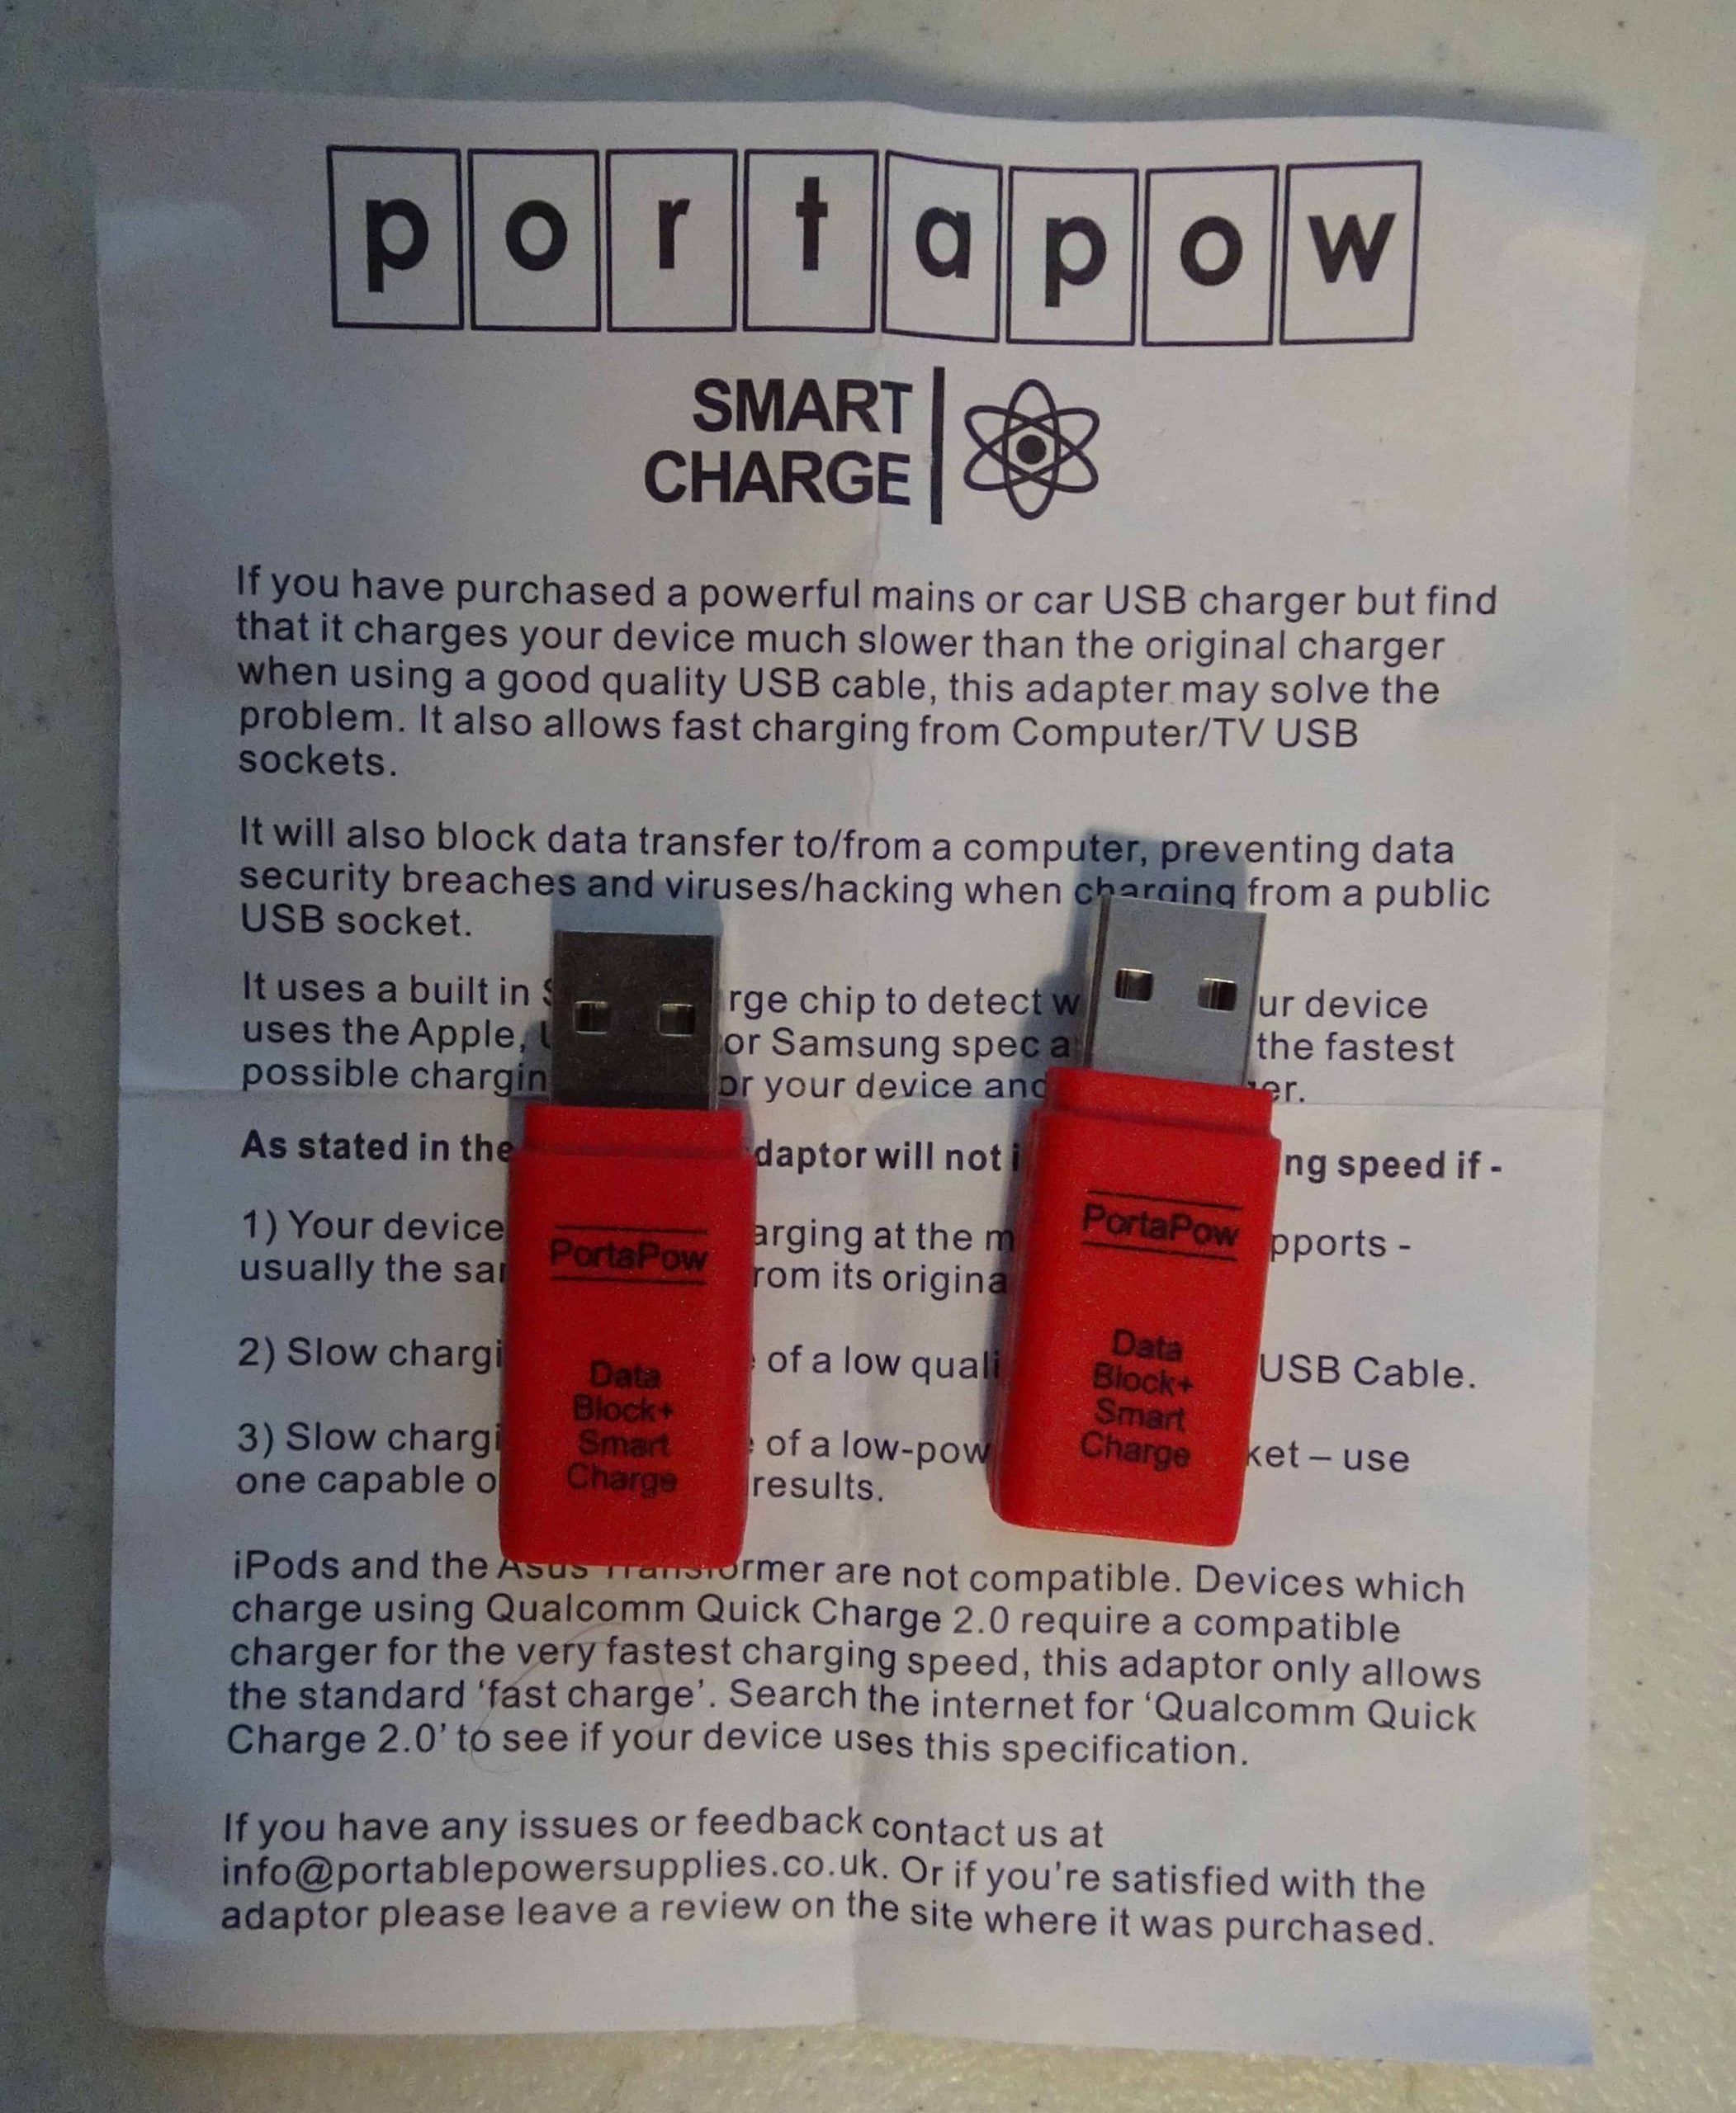 portapow
SMART
CHARGE
If you have purchased a powerful mains or car USB charger but find
that it charges your device much slower than the original charger
when using a good quality USB cable, this adapter may solve the
problem. It also allows fast charging from Computer/TV USB
sockets.
It will also block data transfer to/from a computer, preventing data
security breaches and viruses/hacking when charging from a public
USB socket.
It uses a built in rge chip to detect w ur device
uses the Apple, or Samsung spec a the fastest
possible chargin or your device and er.
As stated in the daptor will not i ng speed if -
1) Your device arging at the m pports -
usually the sa rom its origina
2) Slow chargi of a low quali USB Cable.
3) Slow chargi of a low-pow ket – use
one capable o results.
iPods and the Asus Transformer are not compatible. Devices which
charge using Qualcomm Quick Charge 2.0 require a compatible
charger for the very fastest charging speed, this adaptor only allows
the standard ‘fast charge’. Search the internet for ‘Qualcomm Quick
Charge 2.0’ to see if your device uses this specification.
If you have any issues or feedback contact us at
info@portablepowersupplies.co.uk. Or if you're satisfied with the
adaptor please leave a review on the site where it was purchased.
PortaPow
Data
Block+
Smart
Charge
PortaPow
Data
Block+
Smart
Charge